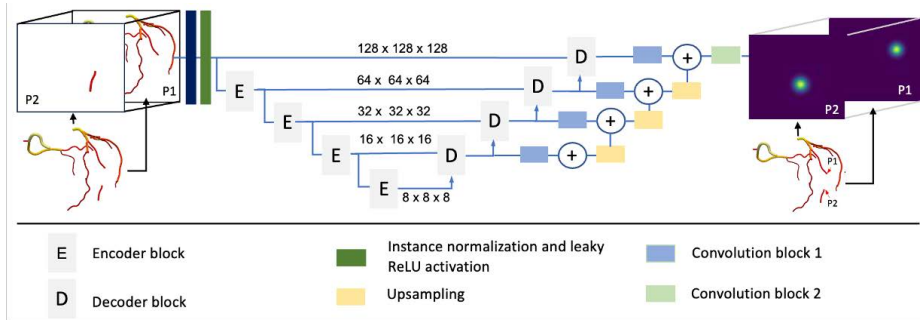 P2
P1
128 x 128 x 128
D
D
64 x 64 x 64
E
D
32 x 32 x 32
E
D
16 x 16 x 16
E
D
8 x 8 x 8
E
P2
P1
P1
P2
E
Encoder block
D
Decoder block
Instance normalization and leaky
ReLU activation
Upsampling
Convolution block 1
Convolution block 2